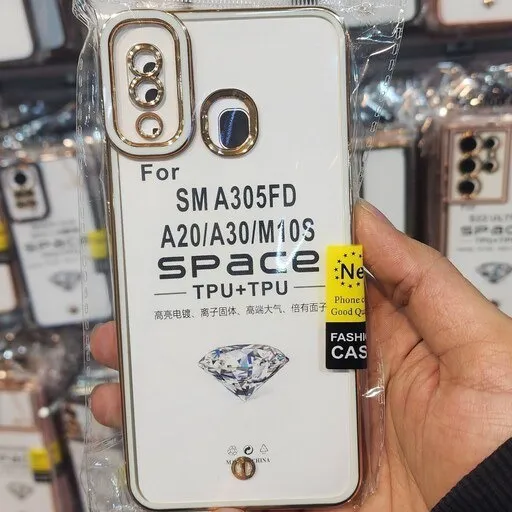 For
SM A305FD
A20/A30/M10S
SPace
TPU+TPU
高亮电镀、离子固体、高端大气、倍有面子
Ne
Phone
Good Qu
FASHI
CAS